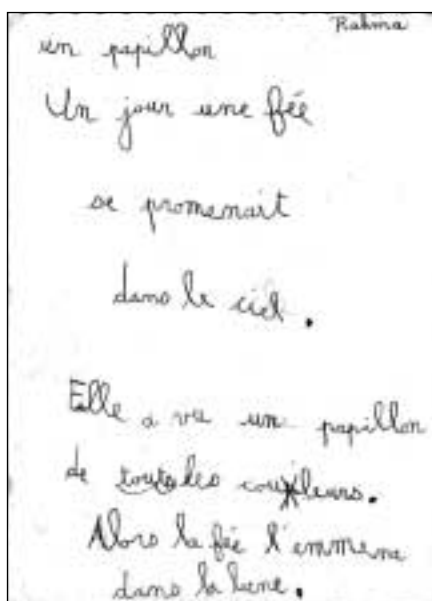 Rahma
un papillon
Un jour une fée
se promenait
dans le ciel.
Elle a vu un papillon
de toutes les couleurs.
Alors la fée l'emmene
dans la lune.